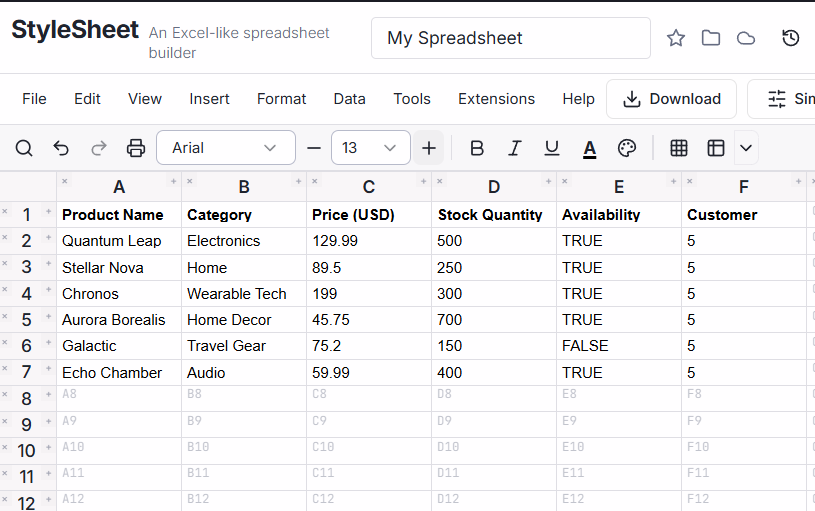 StyleSheet An Excel-like spreadsheet builder My Spreadsheet
File Edit View Insert Format Data Tools Extensions Help Download Sim
Arial 13 B I U A
A B C D E F
1 Product Name Category Price (USD) Stock Quantity Availability Customer
2 Quantum Leap Electronics 129.99 500 TRUE 5
3 Stellar Nova Home 89.5 250 TRUE 5
4 Chronos Wearable Tech 199 300 TRUE 5
5 Aurora Borealis Home Decor 45.75 700 TRUE 5
6 Galactic Travel Gear 75.2 150 FALSE 5
7 Echo Chamber Audio 59.99 400 TRUE 5
8 A8 B8 C8 D8 E8 F8
9 A9 B9 C9 D9 E9 F9
10 A10 B10 C10 D10 E10 F10
11 A11 B11 C11 D11 E11 F11
12 A12 B12 C12 D12 E12 F12